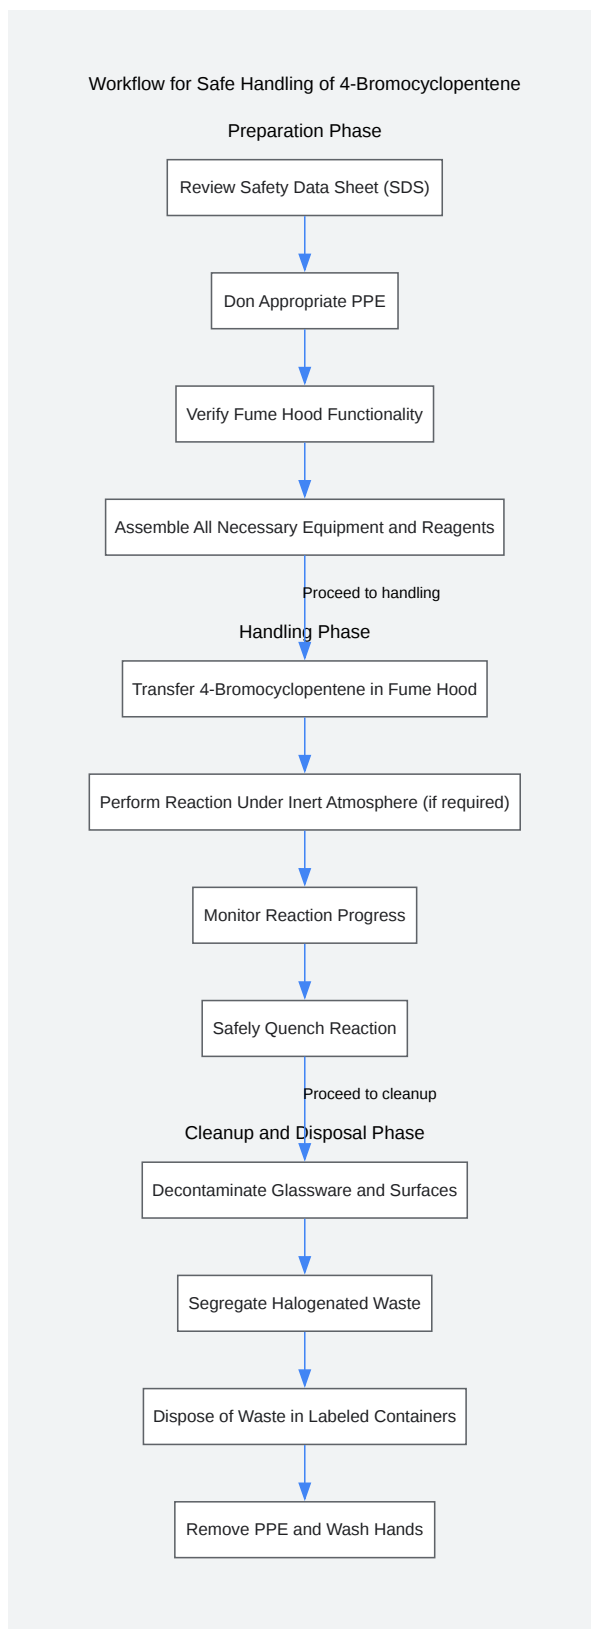 Workflow for Safe Handling of 4-Bromocyclopentene
Preparation Phase
Review Safety Data Sheet (SDS)
Don Appropriate PPE
Verify Fume Hood Functionality
Assemble All Necessary Equipment and Reagents
Proceed to handling
Handling Phase
Transfer 4-Bromocyclopentene in Fume Hood
Perform Reaction Under Inert Atmosphere (if required)
Monitor Reaction Progress
Safely Quench Reaction
Proceed to cleanup
Cleanup and Disposal Phase
Decontaminate Glassware and Surfaces
Segregate Halogenated Waste
Dispose of Waste in Labeled Containers
Remove PPE and Wash Hands